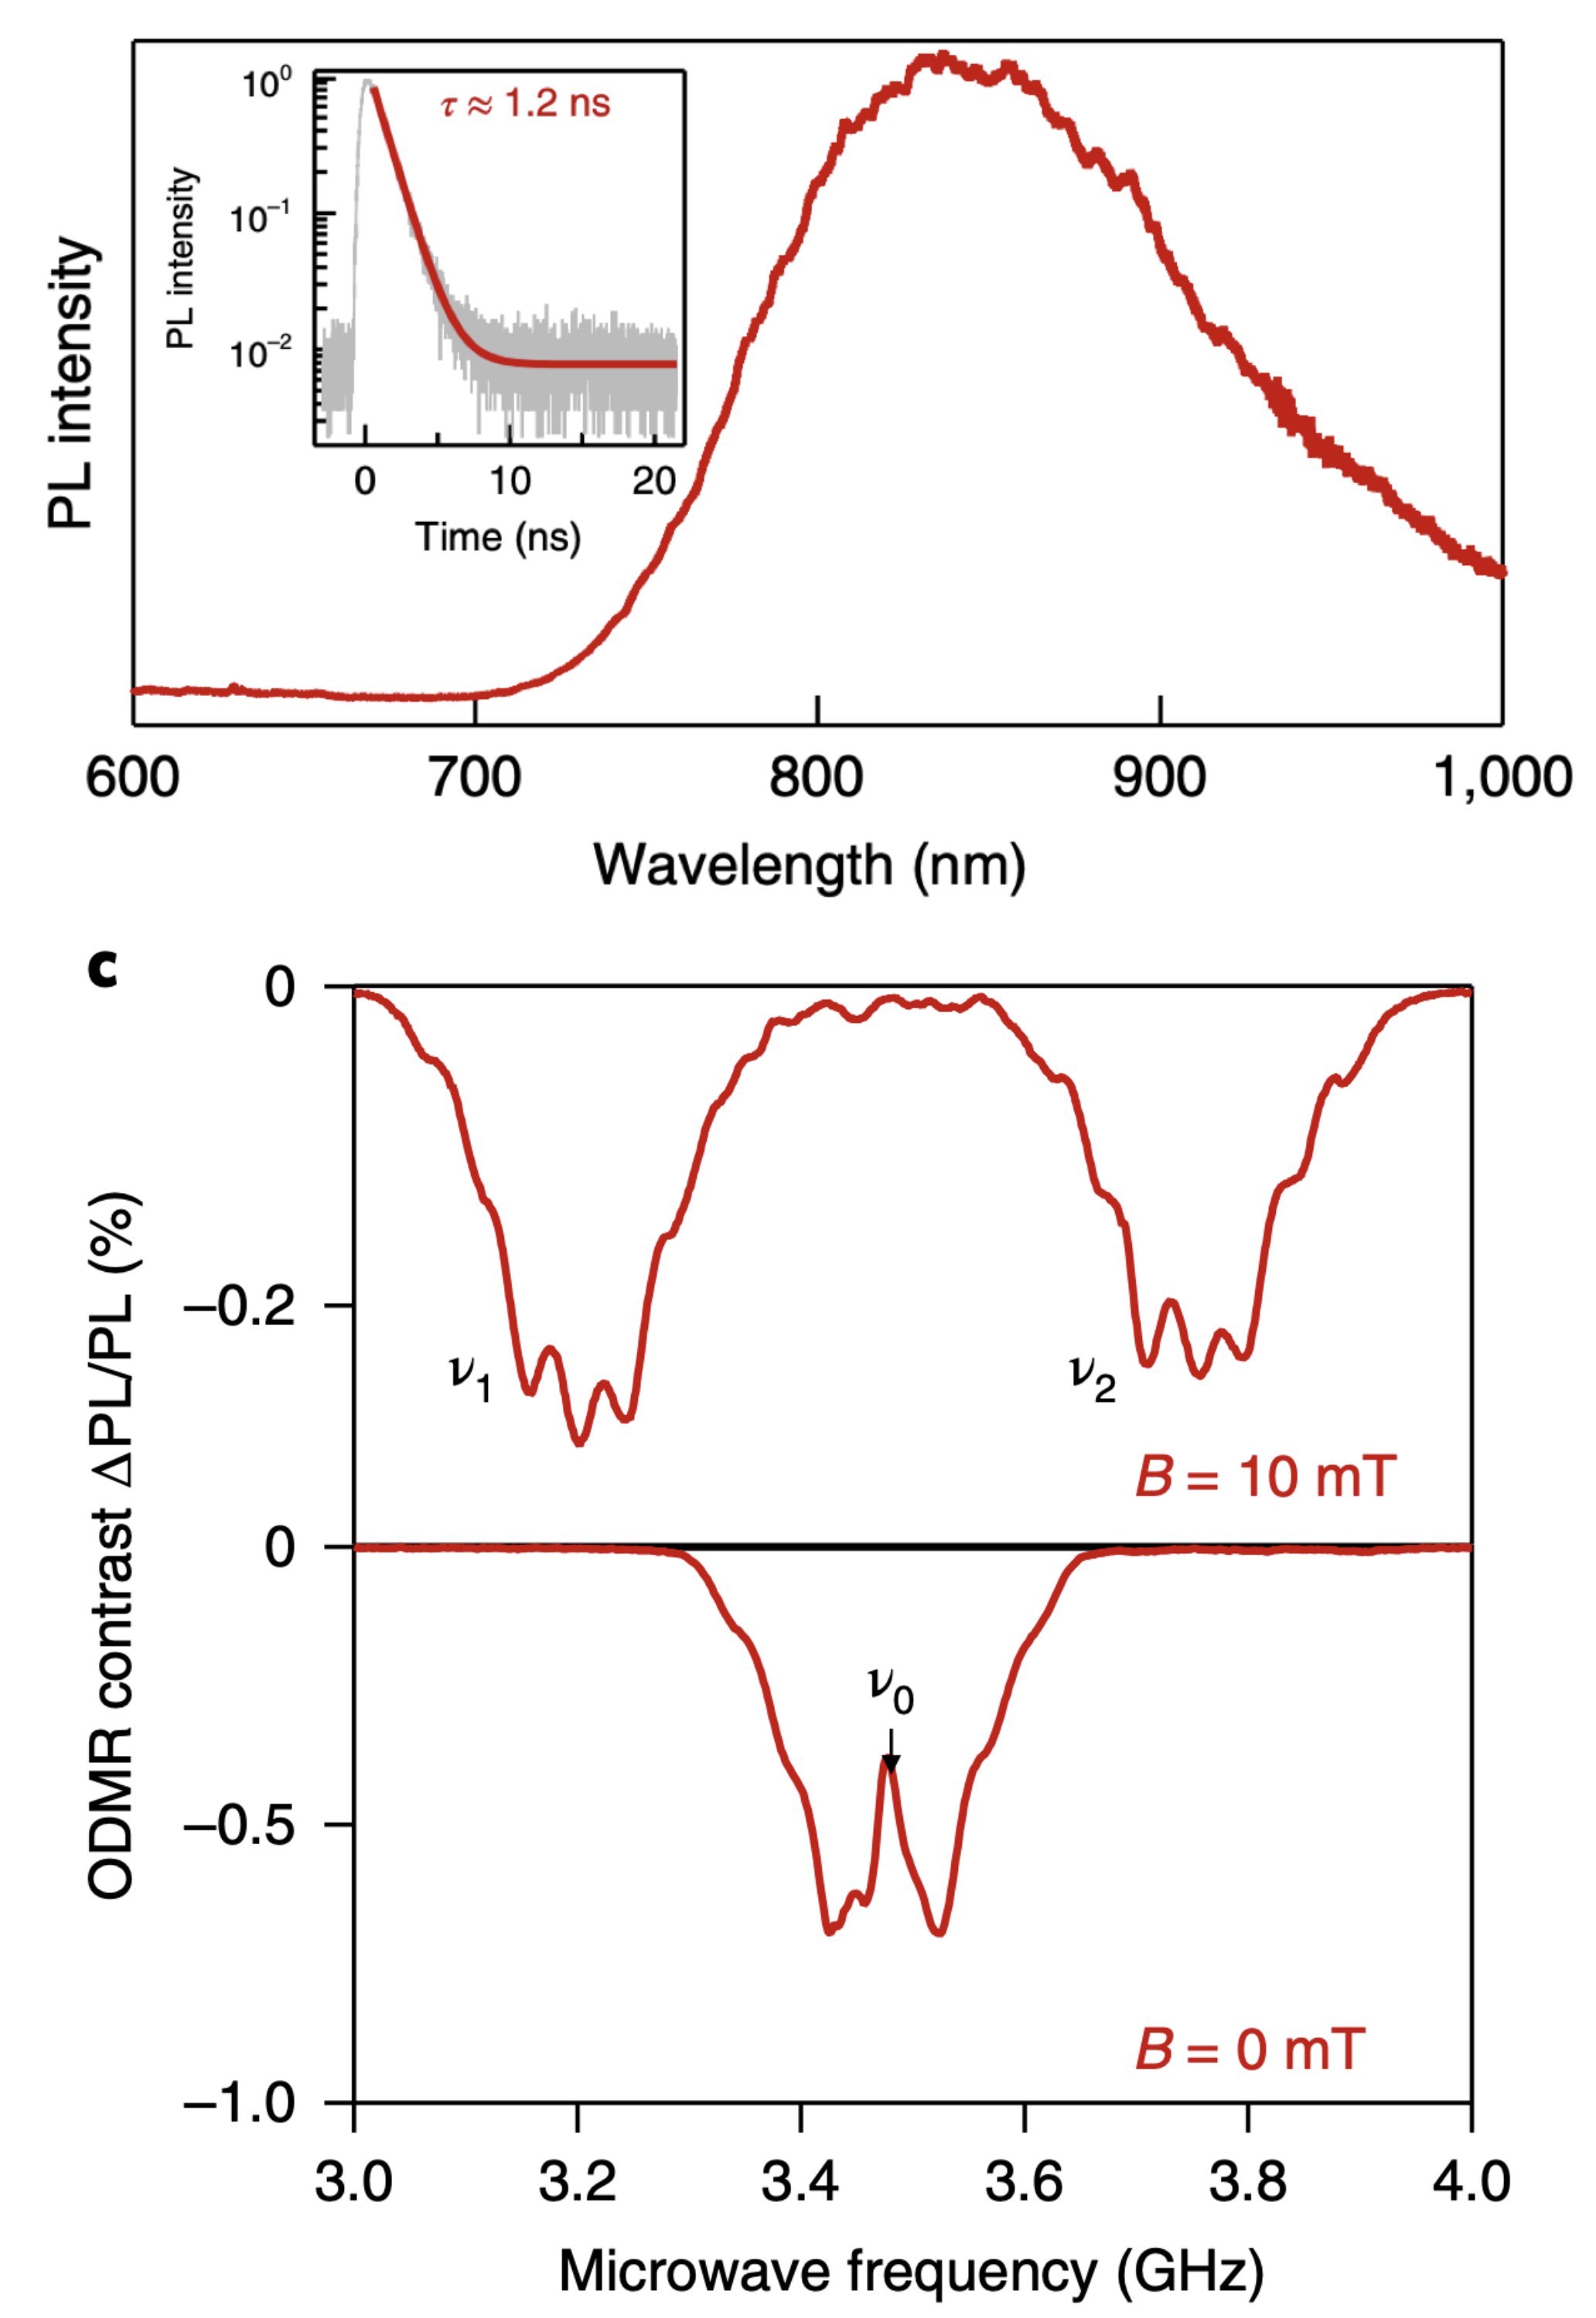 PL intensity
10⁰
10⁻¹
10⁻²
PL intensity
τ ≈ 1.2 ns
0 10 20
Time (ns)
600 700 800 900 1,000
Wavelength (nm)
c
ODMR contrast ΔPL/PL (%)
0
−0.2
ν₁
ν₂
B = 10 mT
0
ν₀
−0.5
B = 0 mT
−1.0
3.0 3.2 3.4 3.6 3.8 4.0
Microwave frequency (GHz)